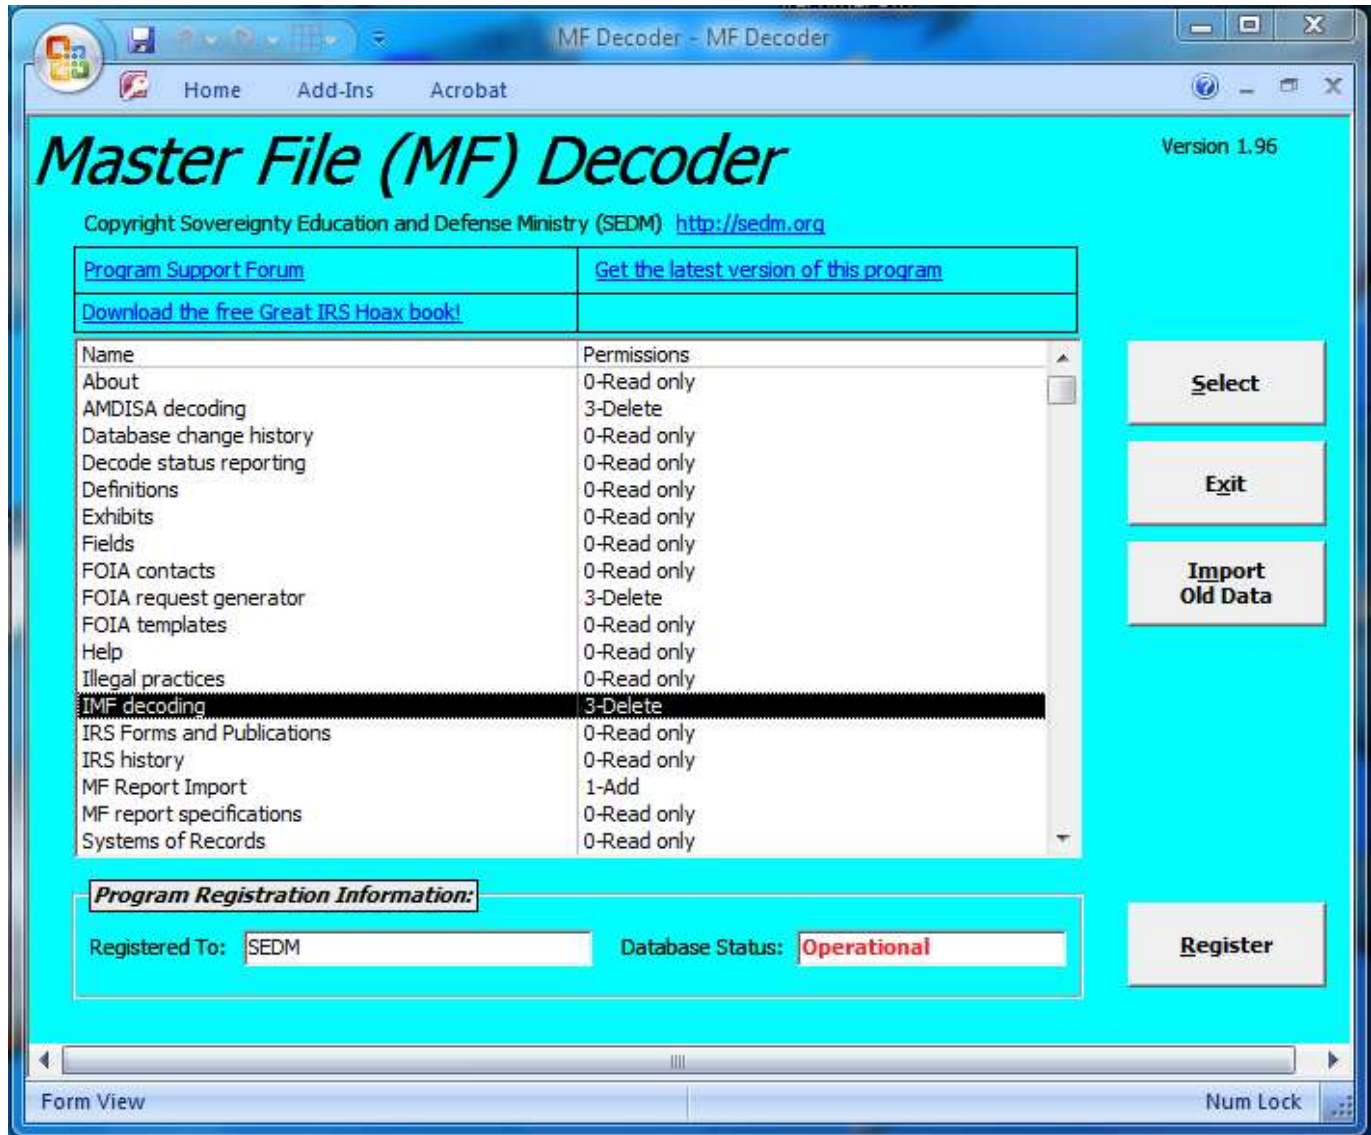 MF Decoder - MF Decoder
Home Add-Ins Acrobat
Master File (MF) Decoder
Version 1.96
Copyright Sovereignty Education and Defense Ministry (SEDM) http://sedm.org
Program Support Forum Get the latest version of this program
Download the free Great IRS Hoax book!
Name Permissions
About 0-Read only
AMDISA decoding 3-Delete
Database change history 0-Read only
Decode status reporting 0-Read only
Definitions 0-Read only
Exhibits 0-Read only
Fields 0-Read only
FOIA contacts 0-Read only
FOIA request generator 3-Delete
FOIA templates 0-Read only
Help 0-Read only
Illegal practices 0-Read only
IMF decoding 3-Delete
IRS Forms and Publications 0-Read only
IRS history 0-Read only
MF Report Import 1-Add
MF report specifications 0-Read only
Systems of Records 0-Read only
Select
Exit
Import
Old Data
Program Registration Information:
Registered To: SEDM Database Status: Operational
Register
Form View Num Lock